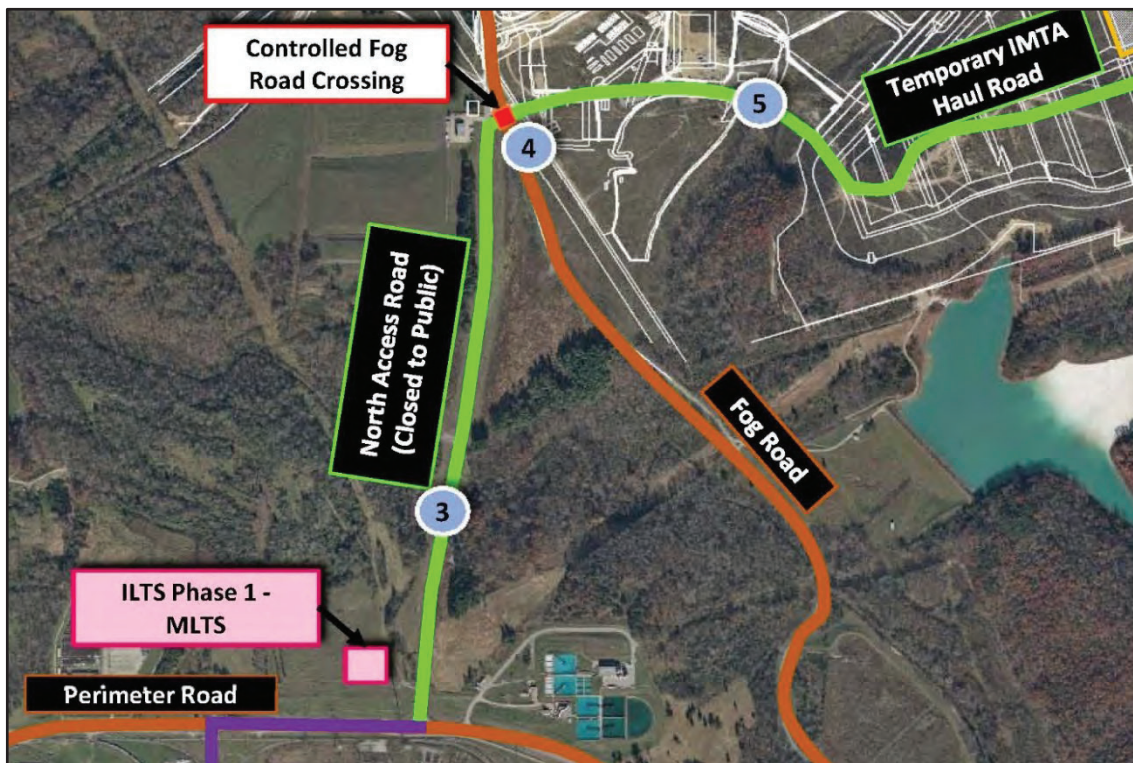 Controlled Fog
Road Crossing
Temporary IMTA
Haul Road
5
4
North Access Road
(Closed to Public)
Fog Road
3
ILTS Phase 1 -
MLTS
Perimeter Road